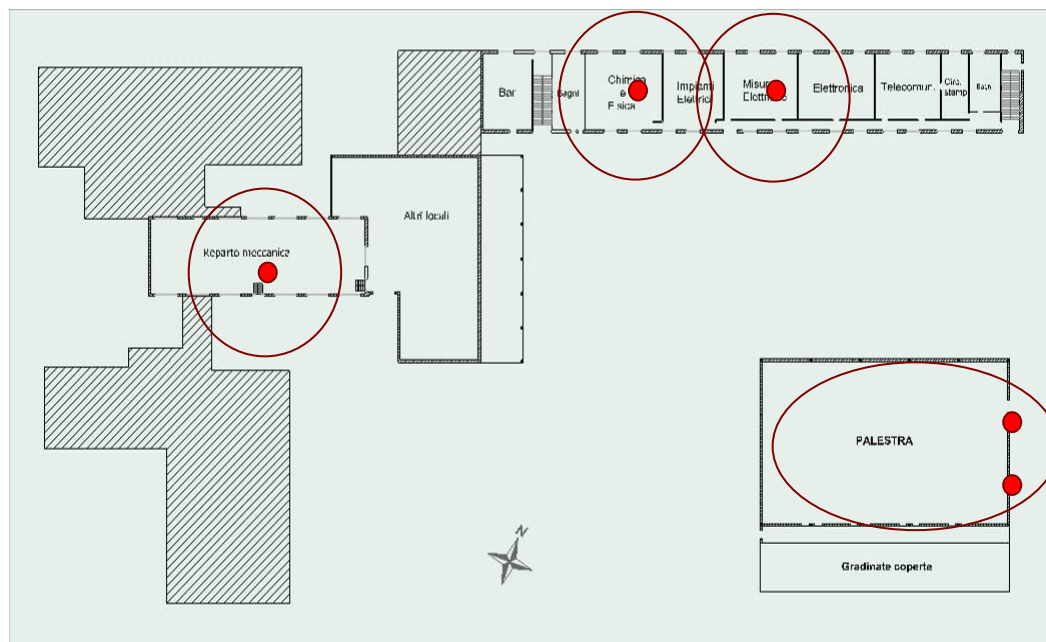 Bar
Bagni
Chimica
e
Fisica
Impianti
Elettrici
Misure
Elettriche
Elettronica
Telecomun.
Circ.
stamp
Bagni
Altri locali
Reparto meccanica
PALESTRA
N
Gradinate coperte